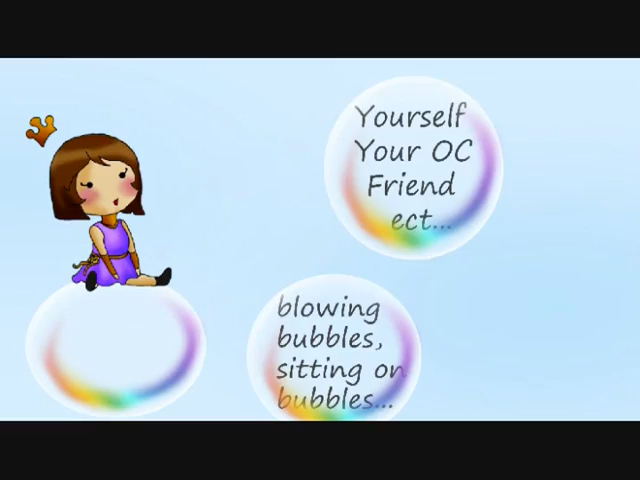 Yourself
Your OC
Friend
ect...
blowing
bubbles,
sitting on
bubbles...